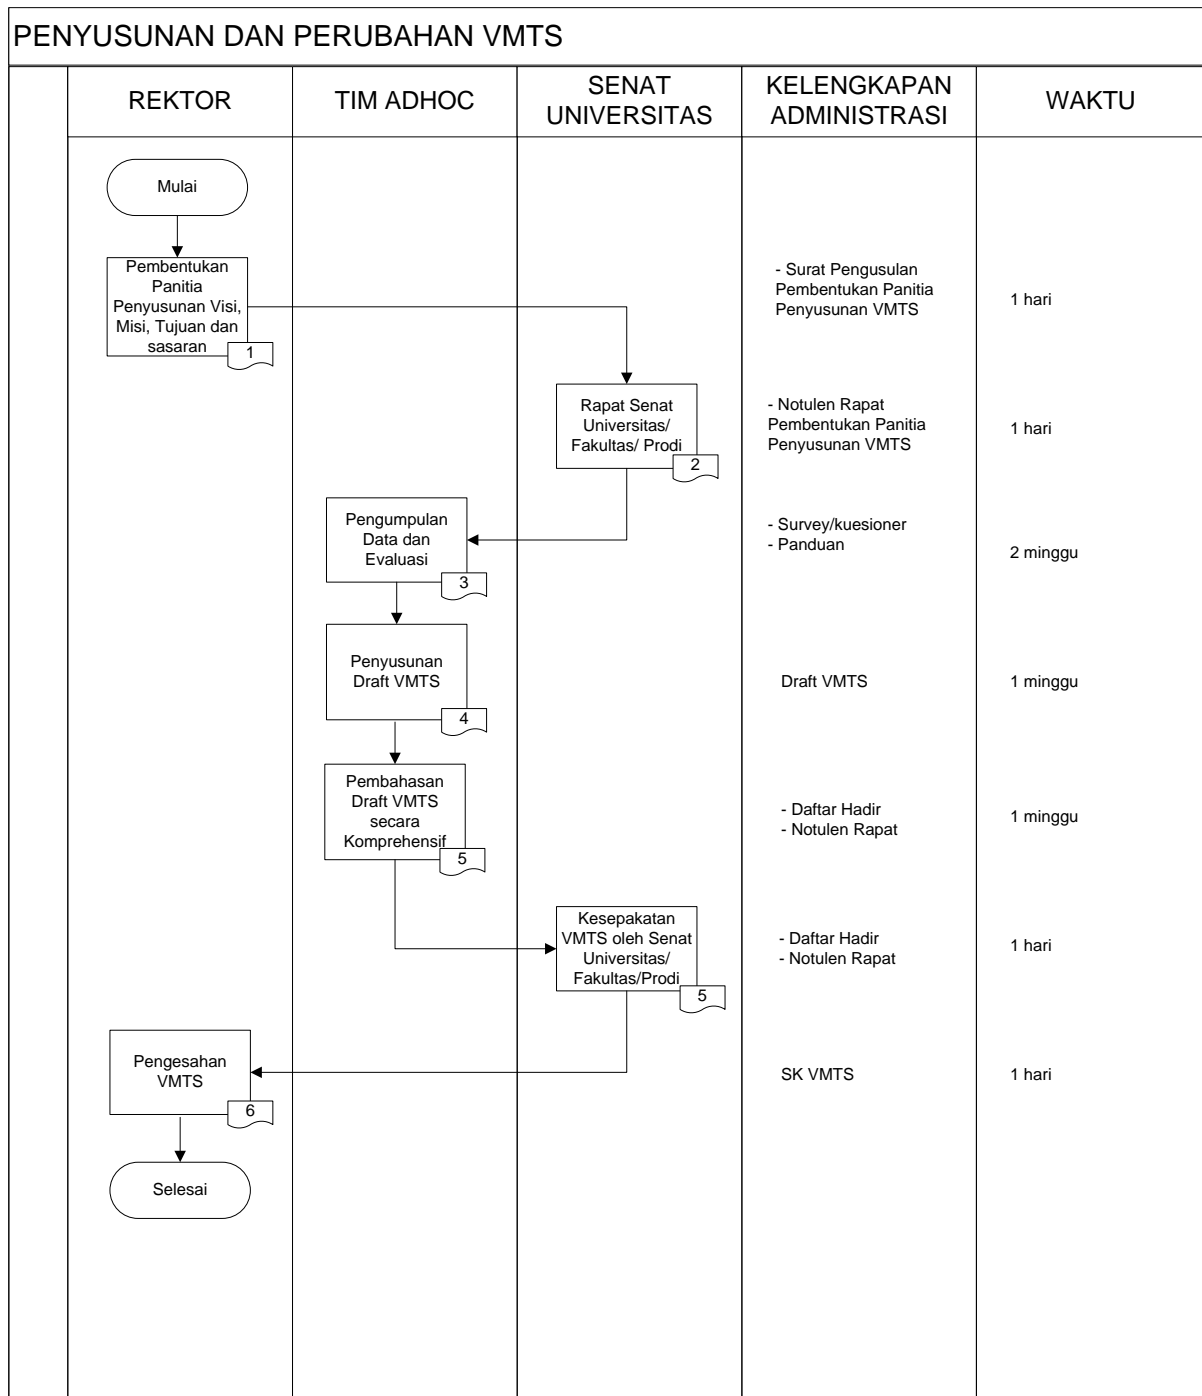 PENYUSUNAN DAN PERUBAHAN VMTS
REKTOR
TIM ADHOC
SENAT
UNIVERSITAS
KELENGKAPAN
ADMINISTRASI
WAKTU
Mulai
Pembentukan
Panitia
Penyusunan Visi,
Misi, Tujuan dan
sasaran
1
- Surat Pengusulan
Pembentukan Panitia
Penyusunan VMTS
1 hari
Rapat Senat
Universitas/
Fakultas/ Prodi
2
- Notulen Rapat
Pembentukan Panitia
Penyusunan VMTS
1 hari
Pengumpulan
Data dan
Evaluasi
3
- Survey/kuesioner
- Panduan
2 minggu
Penyusunan
Draft VMTS
4
Draft VMTS
1 minggu
Pembahasan
Draft VMTS
secara
Komprehensif
5
- Daftar Hadir
- Notulen Rapat
1 minggu
Kesepakatan
VMTS oleh Senat
Universitas/
Fakultas/Prodi
5
- Daftar Hadir
- Notulen Rapat
1 hari
Pengesahan
VMTS
6
SK VMTS
1 hari
Selesai